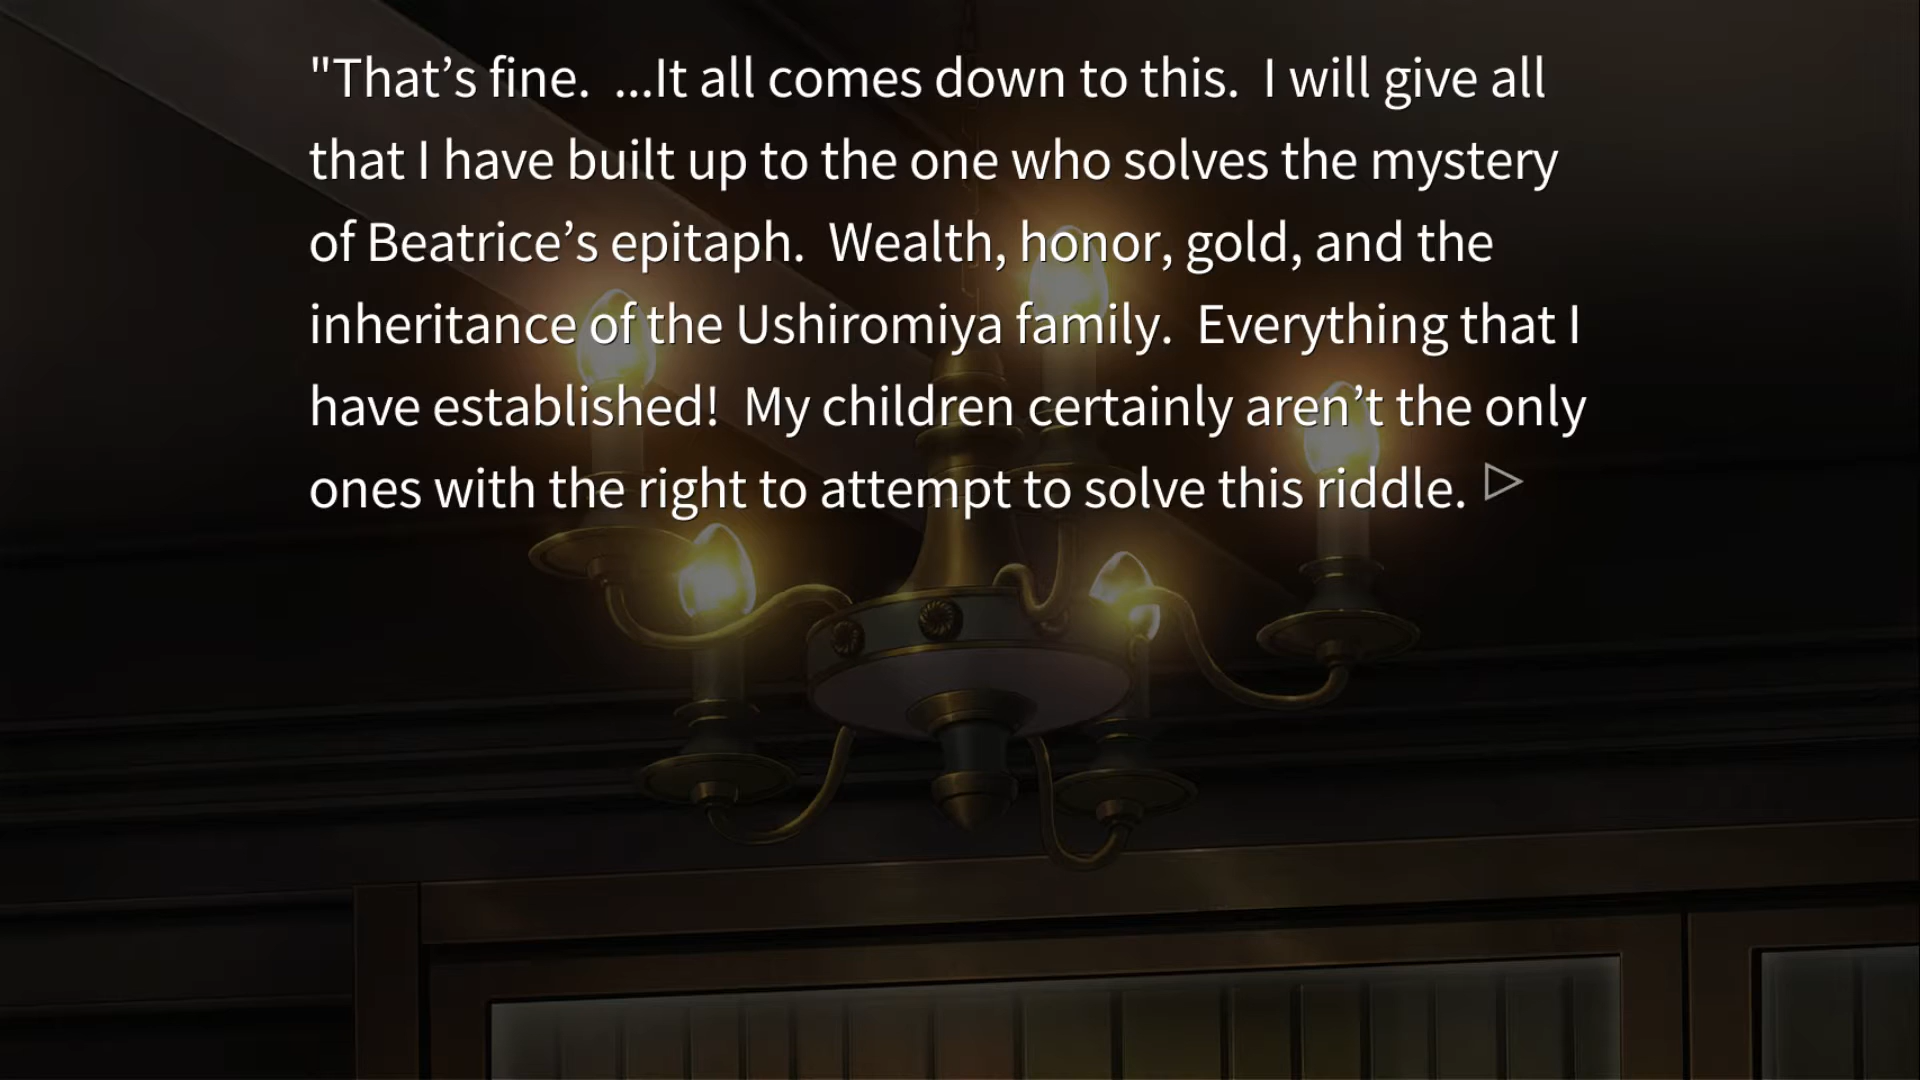 "That’s fine.  ...It all comes down to this.  I will give all
that I have built up to the one who solves the mystery
of Beatrice’s epitaph.  Wealth, honor, gold, and the
inheritance of the Ushiromiya family.  Everything that I
have established!  My children certainly aren’t the only
ones with the right to attempt to solve this riddle.